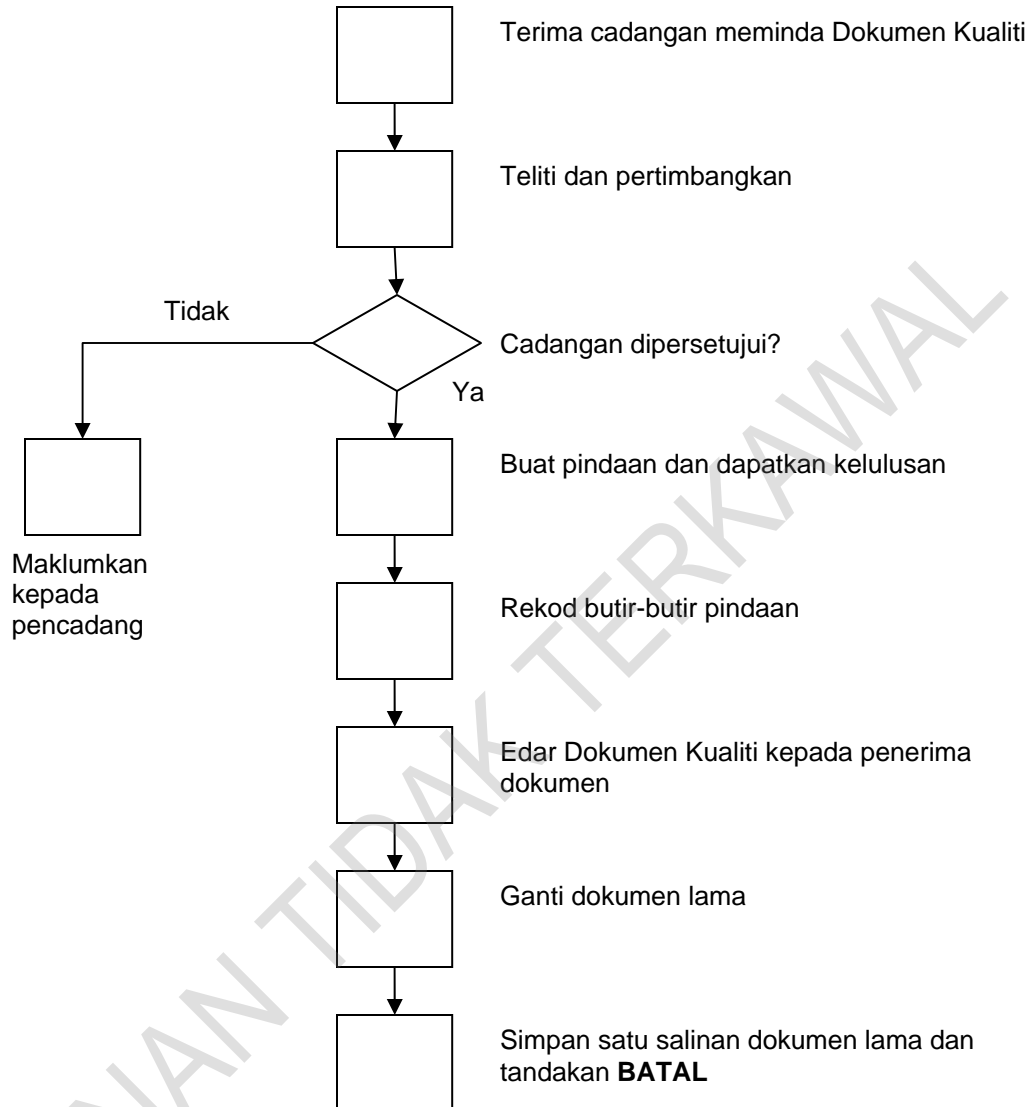 Terima cadangan meminda Dokumen Kualiti
Teliti dan pertimbangkan
Tidak
Cadangan dipersetujui?
Ya
Buat pindaan dan dapatkan kelulusan
Maklumkan
kepada
pencadang
Rekod butir-butir pindaan
Edar Dokumen Kualiti kepada penerima
dokumen
Ganti dokumen lama
Simpan satu salinan dokumen lama dan
tandakan BATAL
NAN TIDAK TERKAWAL